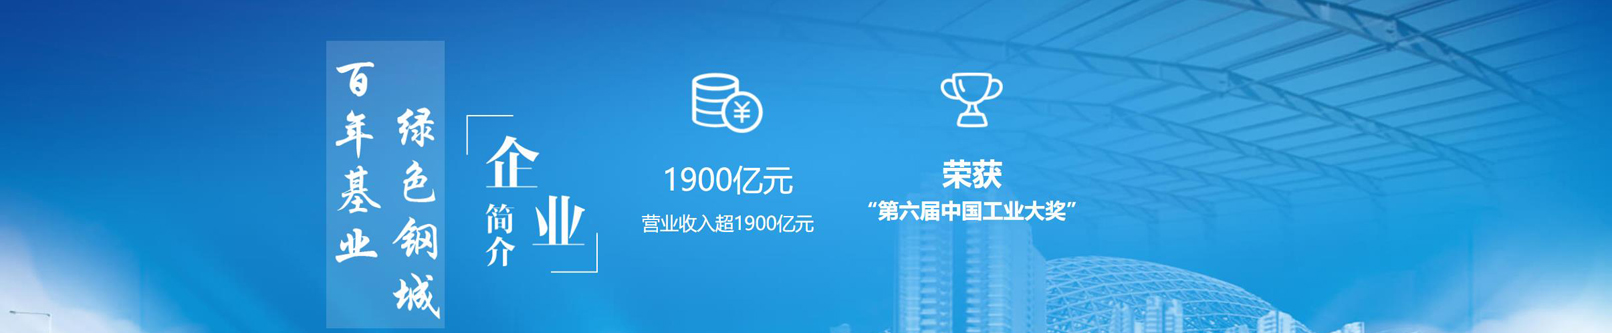 百年基业
绿色钢城
企业
简介
1900亿元
营业收入超1900亿元
荣获
“第六届中国工业大奖”